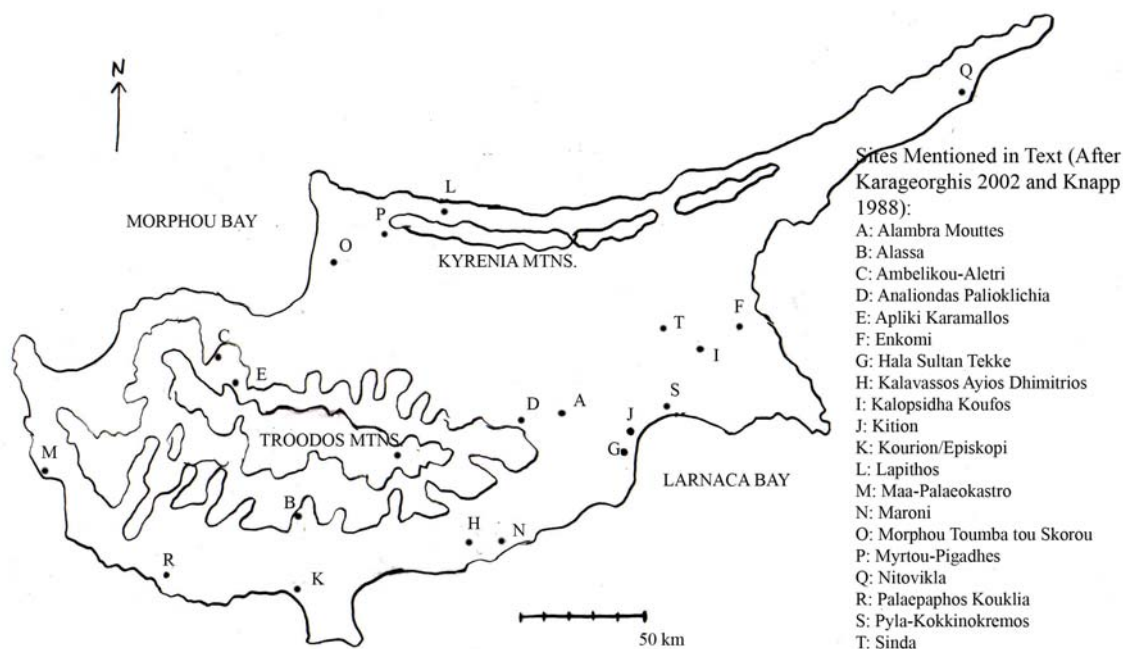 N
Q
Sites Mentioned in Text (After
Karageorghis 2002 and Knapp
1988):
L
MORPHOU BAY
P
O
KYRENIA MTNS.
A: Alambra Mouttes
B: Alassa
C: Ambelikou-Aletri
D: Analiondas Palioklichia
E: Apliki Karamallos
F: Enkomi
G: Hala Sultan Tekke
H: Kalavassos Ayios Dhimitrios
I: Kalopsidha Koufos
J: Kition
K: Kourion/Episkopi
L: Lapithos
M: Maa-Palaeokastro
N: Maroni
O: Morphou Toumba tou Skorou
P: Myrtou-Pigadhes
Q: Nitovikla
R: Palaepaphos Kouklia
S: Pyla-Kokkinokremos
T: Sinda
F
T
C
I
E
S
D
A
J
TROODOS MTNS
M
G
LARNACA BAY
B
H
N
R
K
50 km